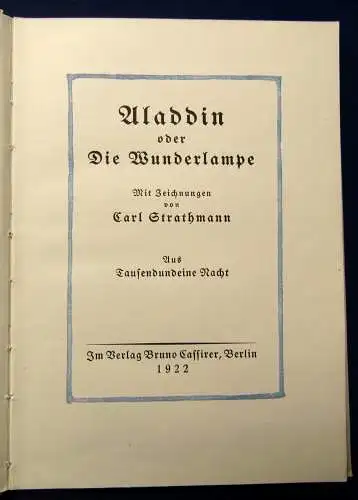 Aladdin
oder
Die Wunderlampe
Mit Zeichnungen
von
Carl Strathmann
Aus
Tausendundeine Nacht
Im Verlag Bruno Cassirer, Berlin
1922